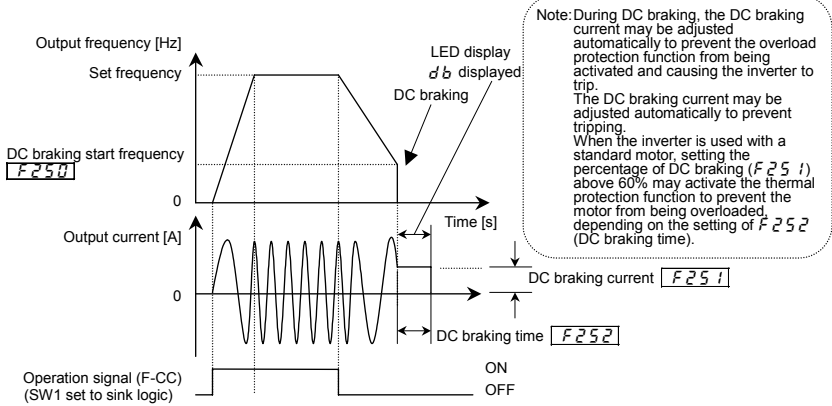 Output frequency [Hz]
Set frequency
DC braking start frequency
F250
0
LED display
db displayed
DC braking
Time [s]
Output current [A]
0
DC braking current F251
DC braking time F252
Operation signal (F-CC)
(SW1 set to sink logic)
ON
OFF
Note: During DC braking, the DC braking
current may be adjusted
automatically to prevent the overload
protection function from being
activated and causing the inverter to
trip.
The DC braking current may be
adjusted automatically to prevent
tripping.
When the inverter is used with a
standard motor, setting the
percentage of DC braking (F251)
above 60% may activate the thermal
protection function to prevent the
motor from being overloaded,
depending on the setting of F252
(DC braking time).